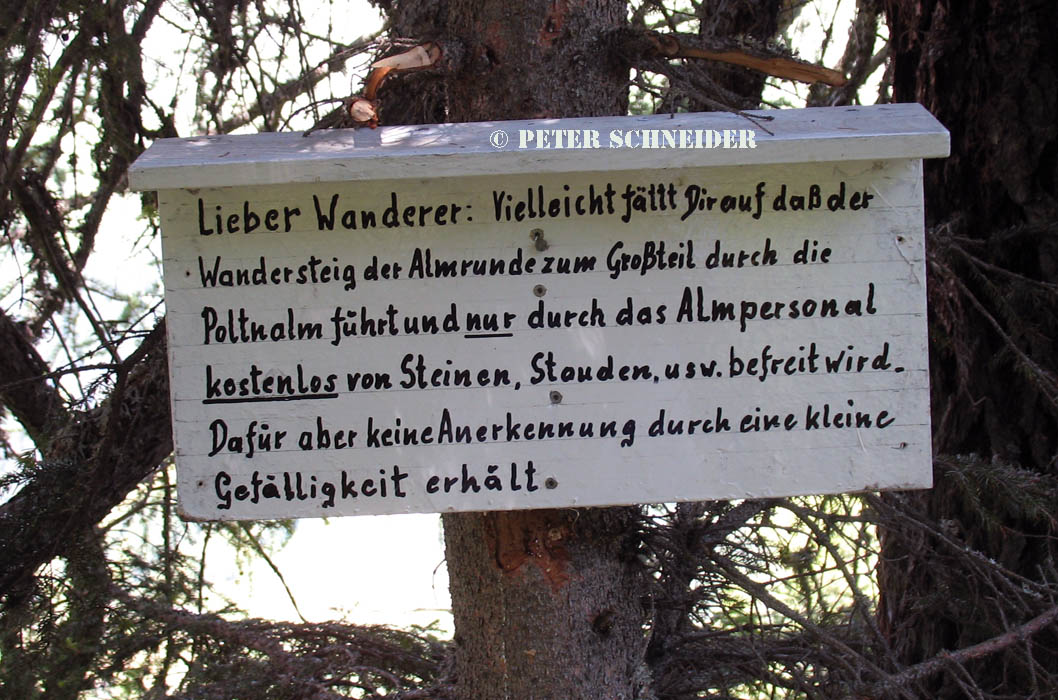 © PETER SCHNEIDER
Lieber Wanderer: Vielleicht fällt Dir auf daß der
Wandersteig der Almrunde zum Großteil durch die
Poltnalm führt und nur durch das Almpersonal
kostenlos von Steinen, Stauden, usw. befreit wird.
Dafür aber keine Anerkennung durch eine kleine
Gefälligkeit erhält.